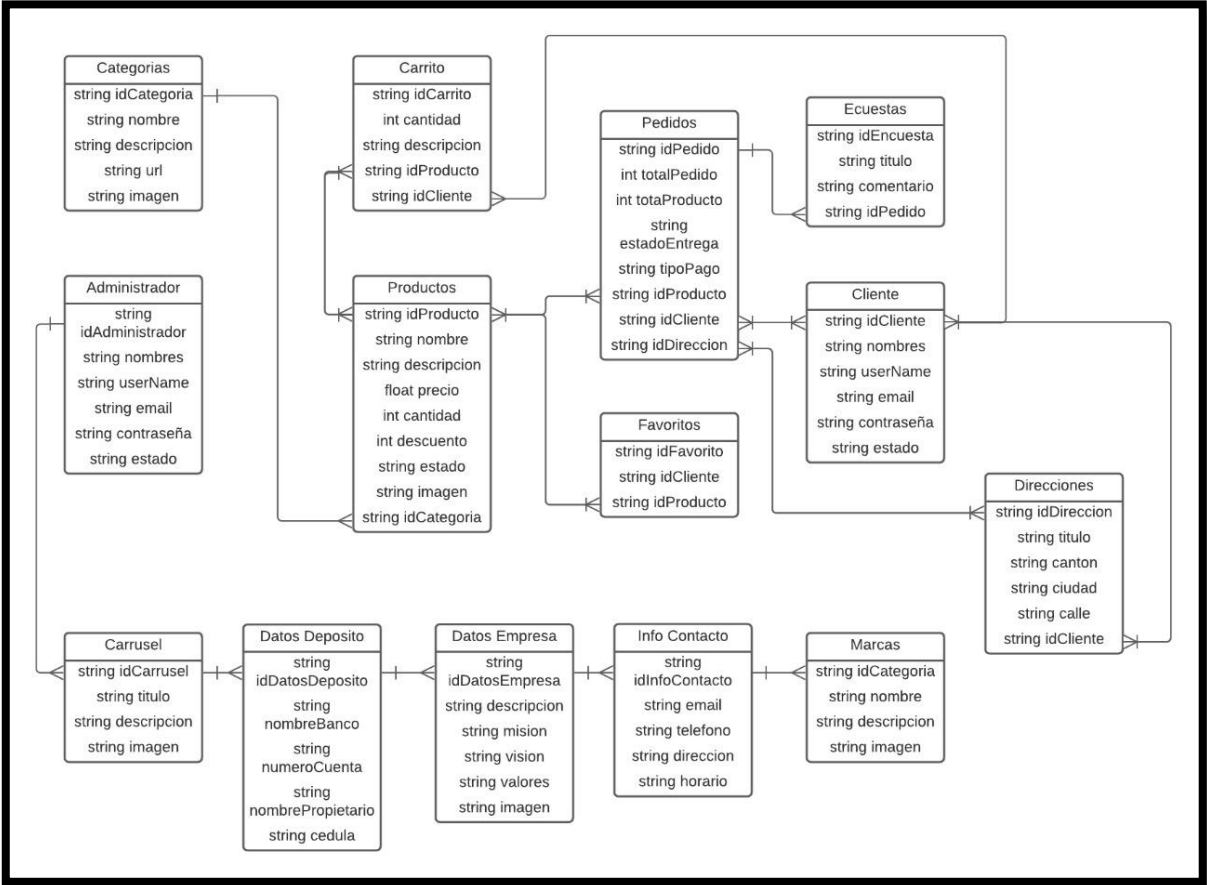 Categorias
string idCategoria
string nombre
string descripcion
string url
string imagen
Carrito
string idCarrito
int cantidad
string descripcion
string idProducto
string idCliente
Pedidos
string idPedido
int totalPedido
int totaProducto
string
estadoEntrega
string tipoPago
string idProducto
string idCliente
string idDireccion
Ecuestas
string idEncuesta
string titulo
string comentario
string idPedido
Administrador
string
idAdministrador
string nombres
string userName
string email
string contraseña
string estado
Productos
string idProducto
string nombre
string descripcion
float precio
int cantidad
int descuento
string estado
string imagen
string idCategoria
Cliente
string idCliente
string nombres
string userName
string email
string contraseña
string estado
Favoritos
string idFavorito
string idCliente
string idProducto
Direcciones
string idDireccion
string titulo
string canton
string ciudad
string calle
string idCliente
Carrusel
string idCarrusel
string titulo
string descripcion
string imagen
Datos Deposito
string
idDatosDeposito
string
nombreBanco
string
numeroCuenta
string
nombrePropietario
string cedula
Datos Empresa
string
idDatosEmpresa
string descripcion
string mision
string vision
string valores
string imagen
Info Contacto
string
idInfoContacto
string email
string telefono
string direccion
string horario
Marcas
string idCategoria
string nombre
string descripcion
string imagen